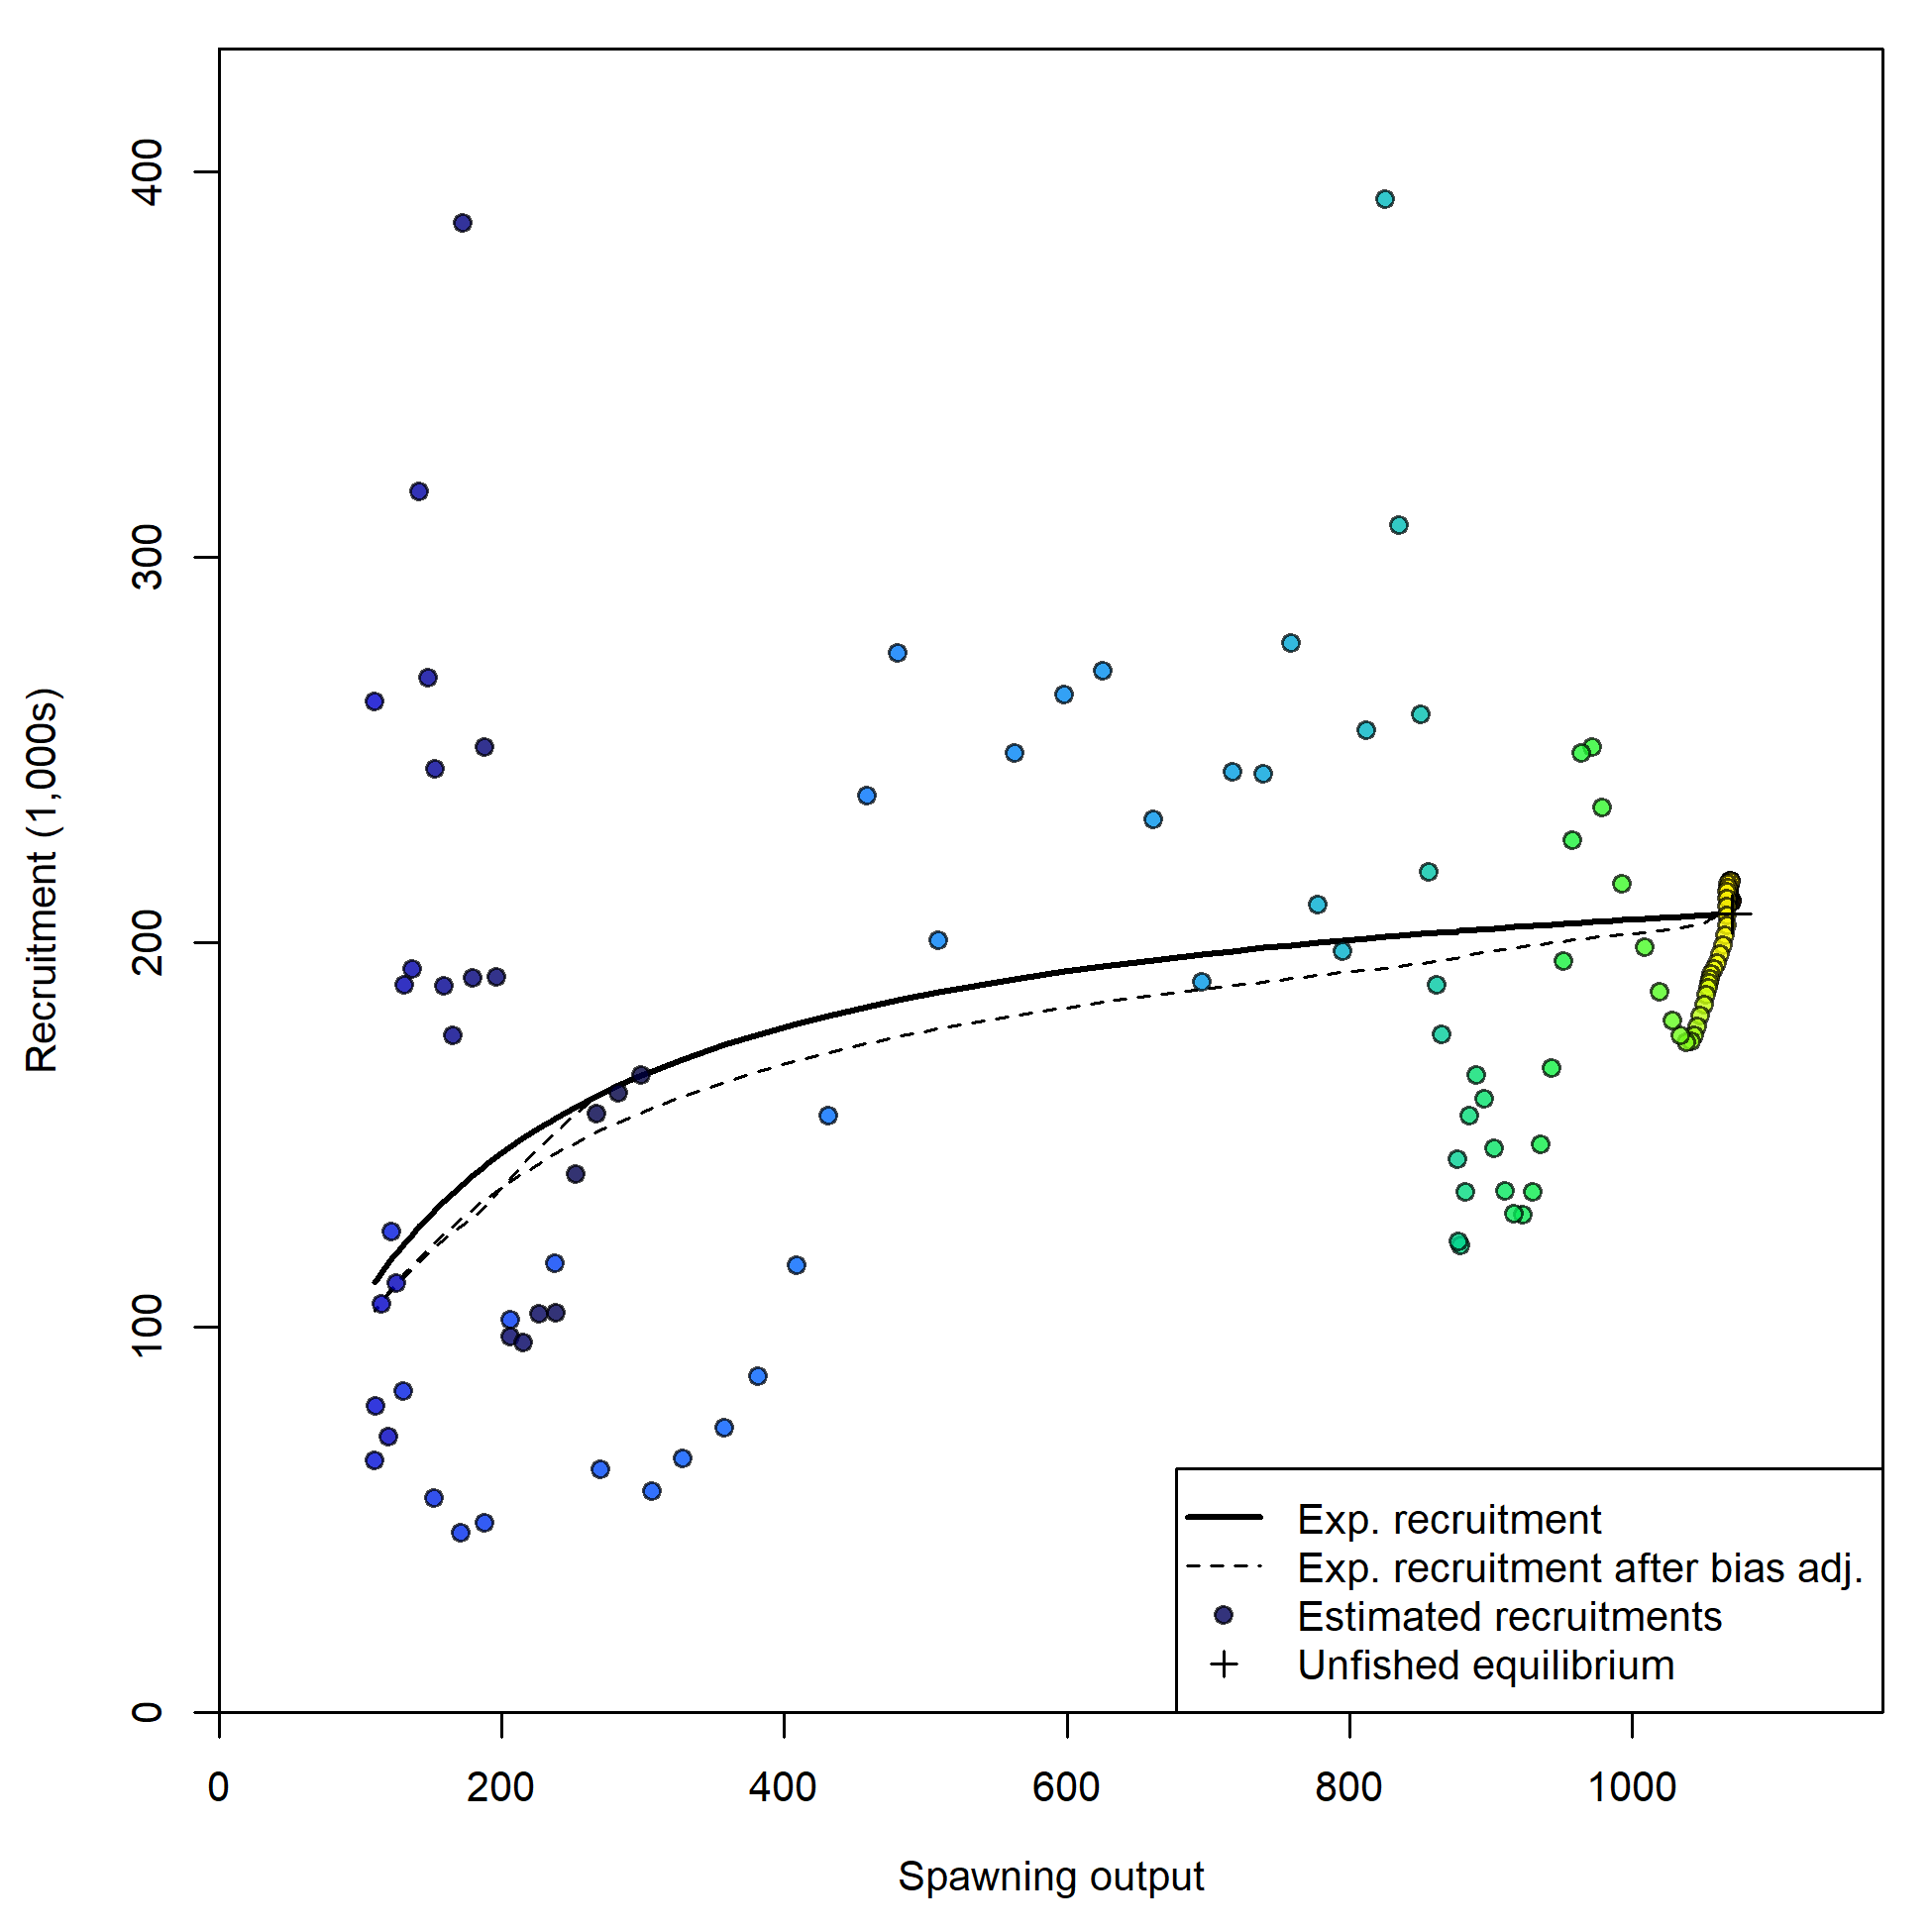 400
300
200
100
0
Recruitment (1,000s)
0 200 400 600 800 1000
Spawning output
Exp. recruitment
Exp. recruitment after bias adj.
Estimated recruitments
Unfished equilibrium